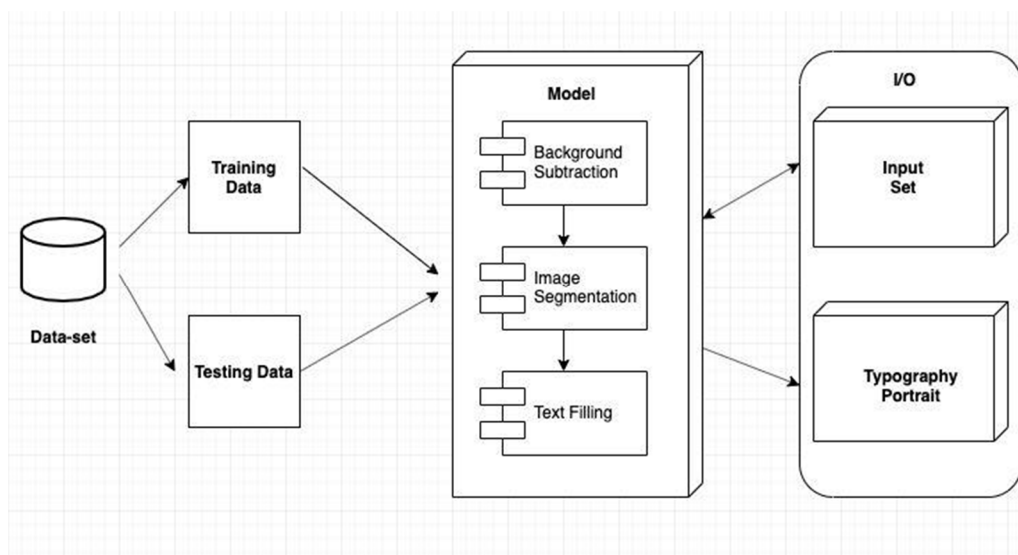 Data-set
Training
Data
Testing Data
Model
Background
Subtraction
Image
Segmentation
Text Filling
I/O
Input
Set
Typography
Portrait